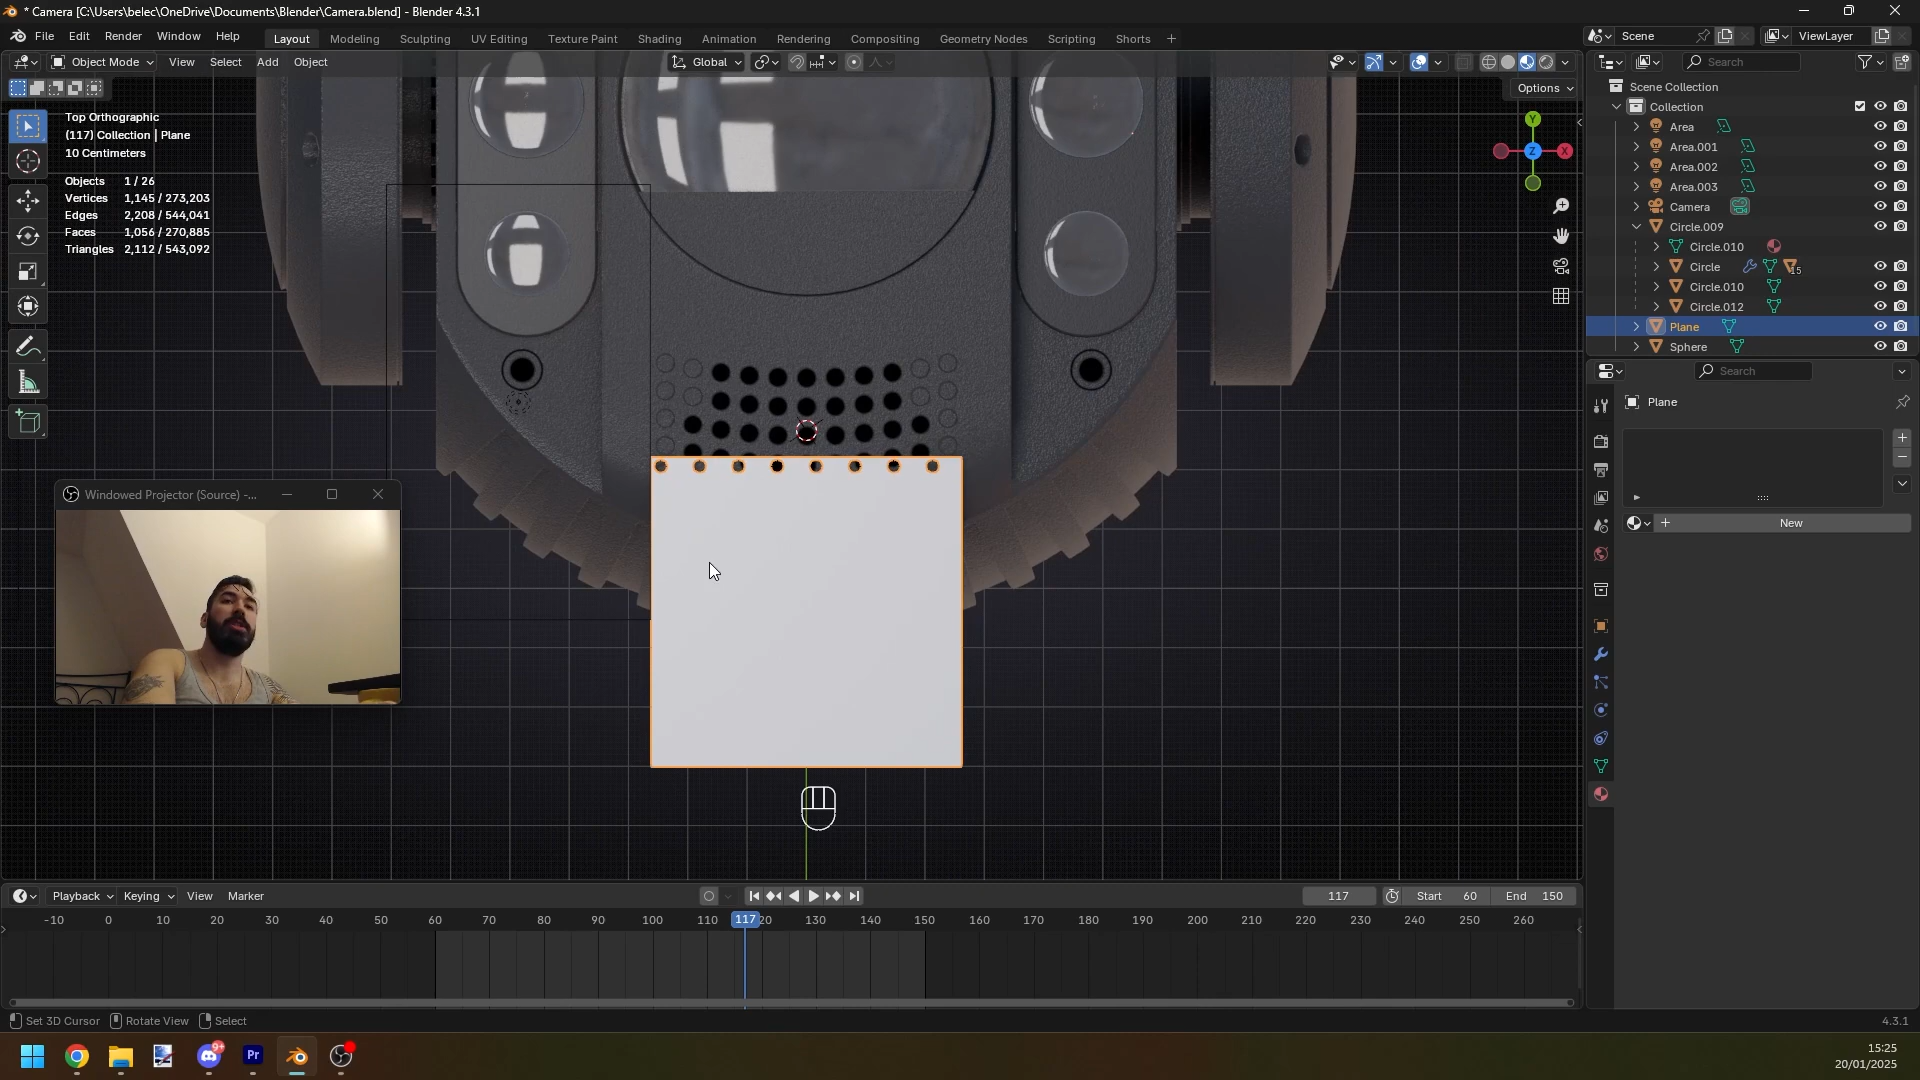 * Camera [C:\Users\belec\OneDrive\Documents\Blender\Camera.blend] - Blender 4.3.1
File Edit Render Window Help Layout Modeling Sculpting UV Editing Texture Paint Shading Animation Rendering Compositing Geometry Nodes Scripting Shorts + Scene ViewLayer
Object Mode View Select Add Object Global Search
Options
Top Orthographic
(117) Collection | Plane
10 Centimeters
Objects 1 / 26
Vertices 1,145 / 273,203
Edges 2,208 / 544,041
Faces 1,056 / 270,885
Triangles 2,112 / 543,092
Y
X
Z
Scene Collection
Collection
Area
Area.001
Area.002
Area.003
Camera
Circle.009
Circle.010
Circle 15
Circle.010
Circle.012
Plane
Sphere
Search
Plane
+ New
Windowed Projector (Source) -...
Playback Keying View Marker 117 Start 60 End 150
-10 0 10 20 30 40 50 60 70 80 90 100 110 117 20 130 140 150 160 170 180 190 200 210 220 230 240 250 260
Set 3D Cursor Rotate View Select 4.3.1
9+
Pr
15:25
20/01/2025